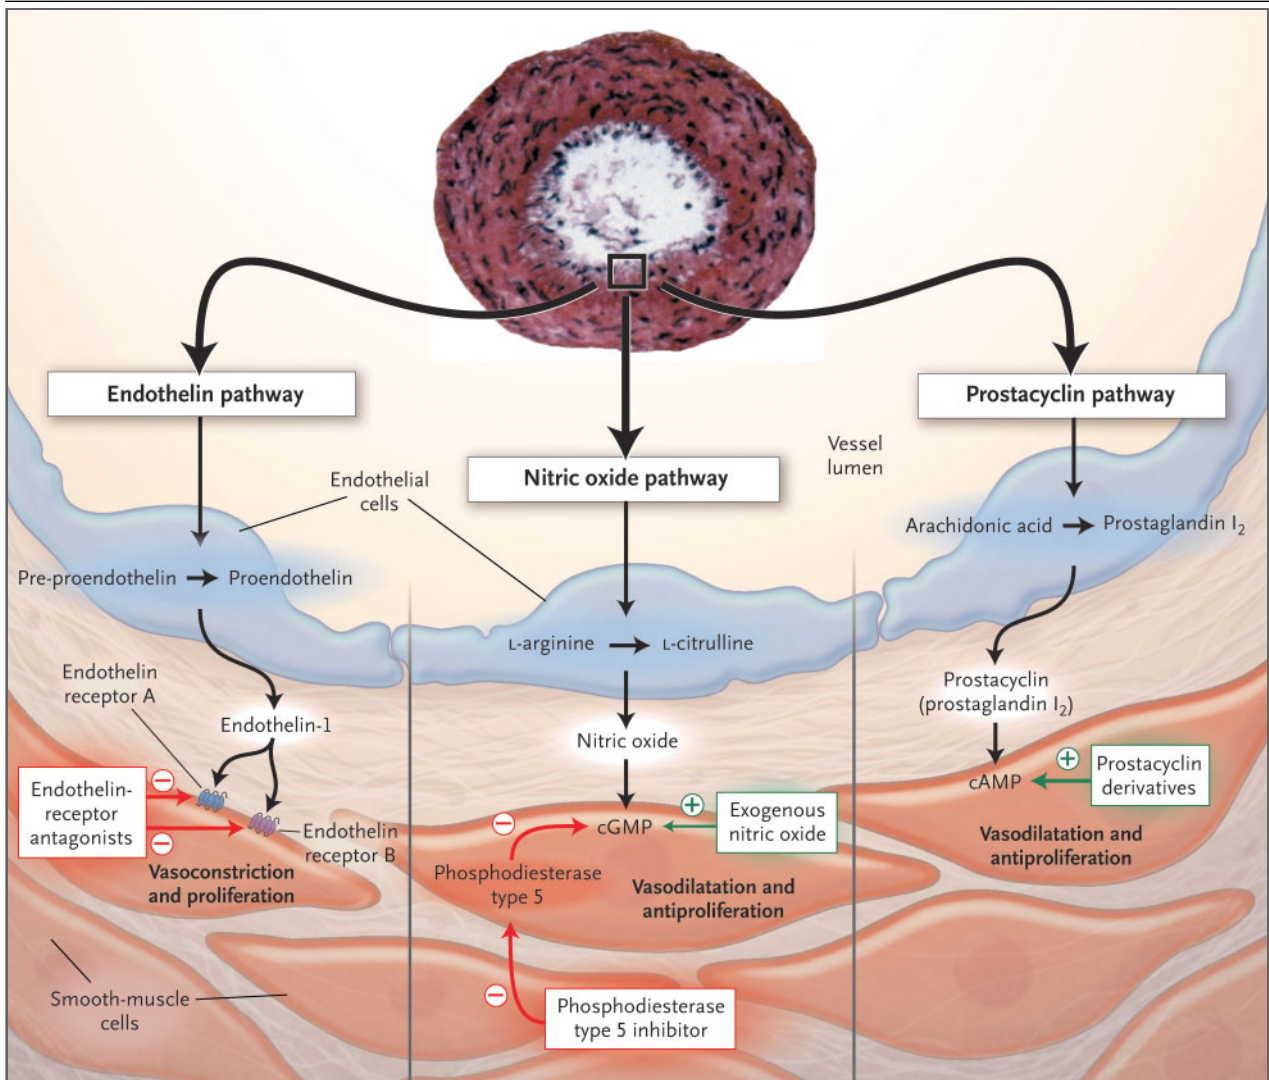 Endothelin pathway
Nitric oxide pathway
Prostacyclin pathway
Vessel
lumen
Endothelial
cells
Pre-proendothelin
Proendothelin
L-arginine
L-citrulline
Arachidonic acid
Prostaglandin I₂
Endothelin
receptor A
Endothelin-1
Endothelin-
receptor
antagonists
−
−
Endothelin
receptor B
Vasoconstriction
and proliferation
Smooth-muscle
cells
Nitric oxide
cGMP
+
Exogenous
nitric oxide
−
Phosphodiesterase
type 5
Vasodilatation and
antiproliferation
−
Phosphodiesterase
type 5 inhibitor
Prostacyclin
(prostaglandin I₂)
cAMP
+
Prostacyclin
derivatives
Vasodilatation and
antiproliferation